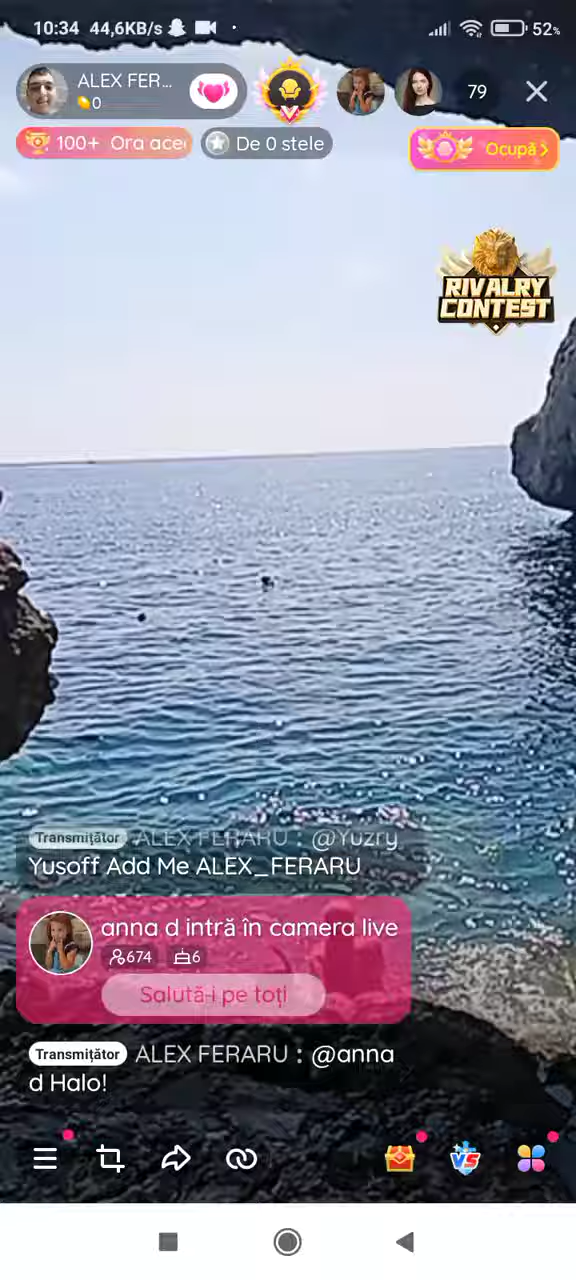 10:34 44,6KB/s 52%
ALEX FER...
0
79
100+ Ora ace
De 0 stele
Ocupă
RIVALRY
CONTEST
Transmițător ALEX FERARU : @Yuzry
Yusoff Add Me ALEX_FERARU
anna d intră în camera live
674 6
Salută-i pe toți
Transmițător ALEX FERARU : @anna
d Halo!
VS